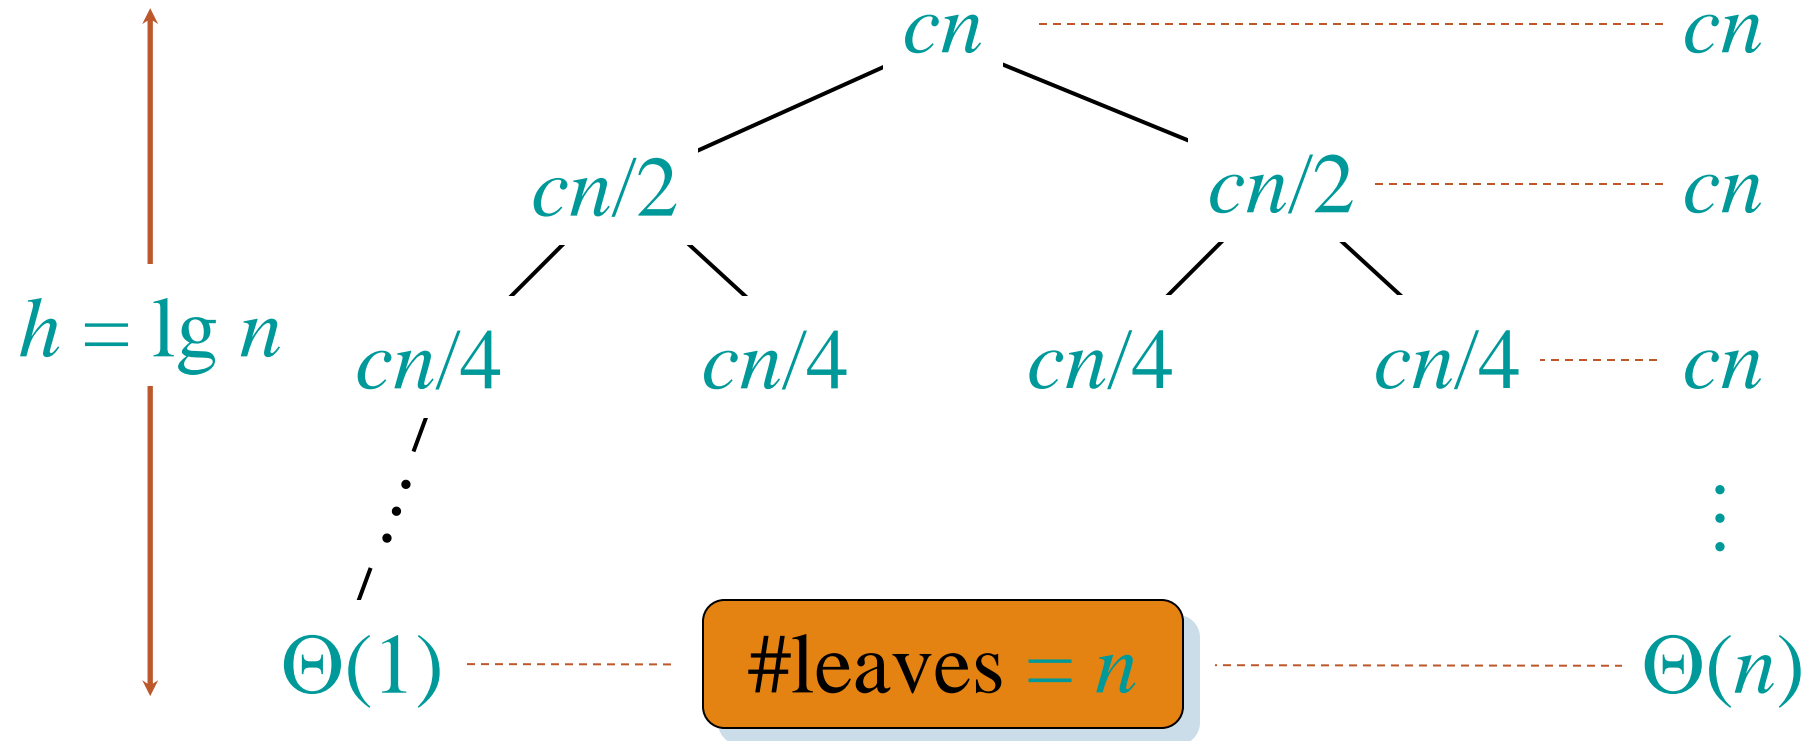 cn cn
cn/2 cn/2 cn
h = lg n cn/4 cn/4 cn/4 cn/4 cn
Θ(1) #leaves = n Θ(n)